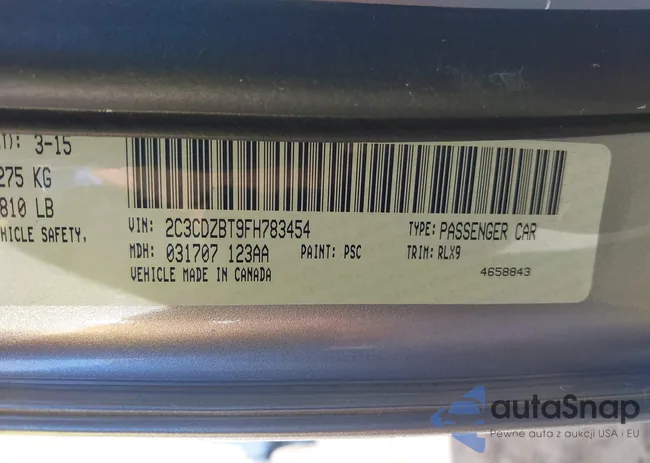 T): 3-15
275 KG
810 LB
HICLE SAFETY,
VIN: 2C3CDZBT9FH783454
TYPE: PASSENGER CAR
MDH: 031707 123AA
PAINT: PSC
TRIM: RLX9
VEHICLE MADE IN CANADA
4658843
autaSnap
Pewne auta z aukcji USA i EU